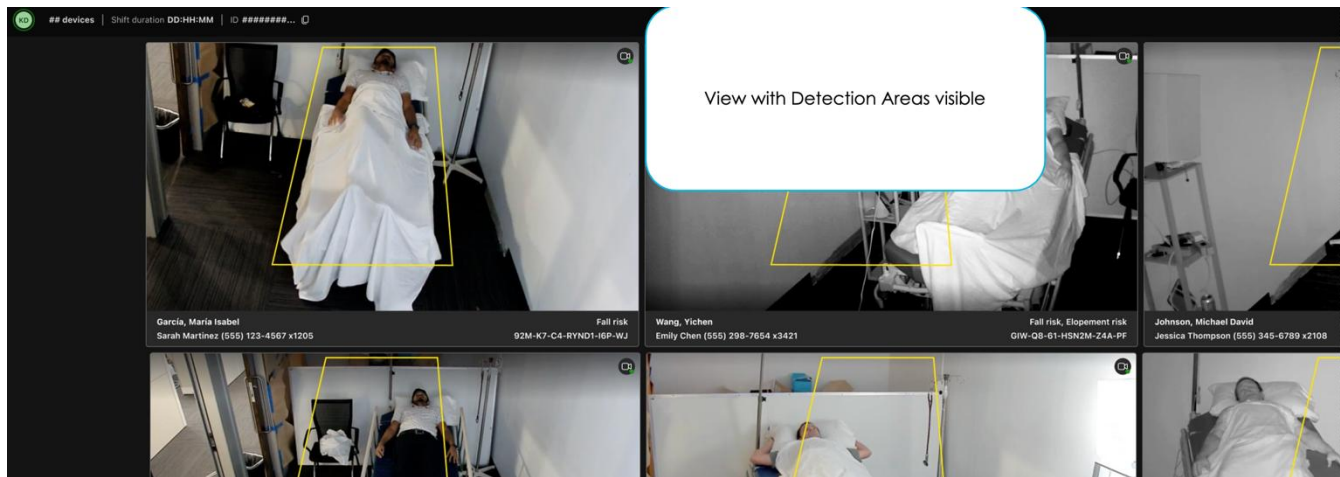 KD ## devices | Shift duration DD:HH:MM | ID ########...
View with Detection Areas visible
García, María Isabel Fall risk
Sarah Martinez (555) 123-4567 x1205 92M-K7-C4-RYND1-I6P-WJ
Wang, Yichen Fall risk, Elopement risk
Emily Chen (555) 298-7654 x3421 GIW-Q8-61-HSN2M-Z4A-PF
Johnson, Michael David
Jessica Thompson (555) 345-6789 x2108